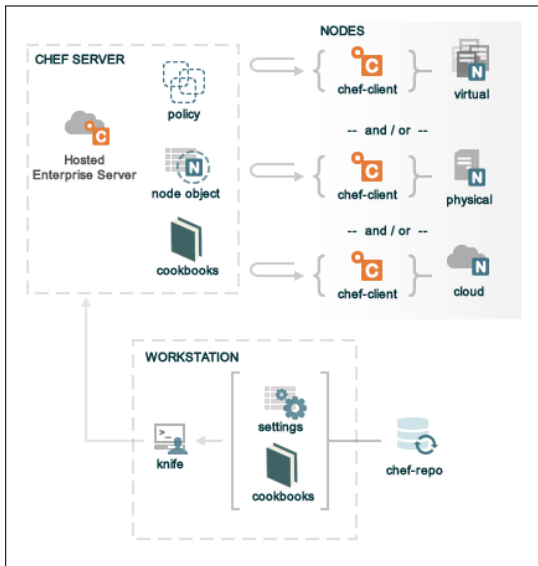 CHEF SERVER
policy
Hosted
Enterprise Server
node object
cookbooks
NODES
C
chef-client
N
virtual
-- and / or --
C
chef-client
N
physical
-- and / or --
C
chef-client
N
cloud
C
N
WORKSTATION
>_
knife
settings
cookbooks
chef-repo